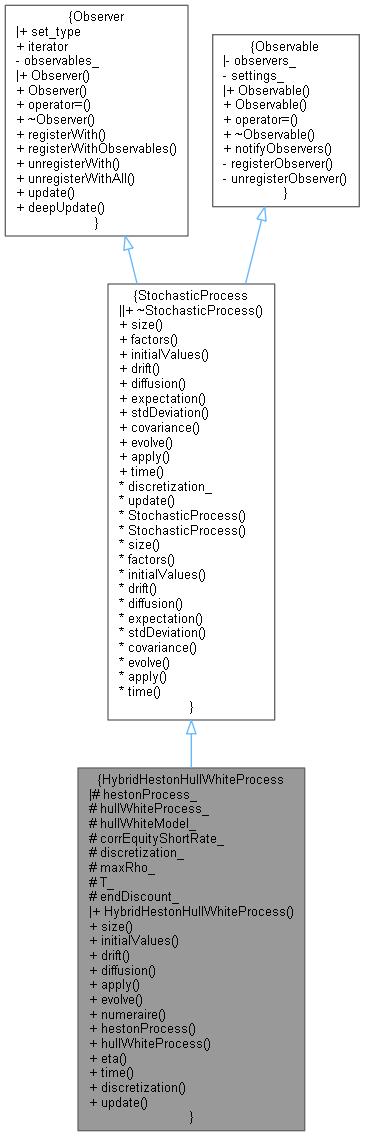 {Observer
|+ set_type
+ iterator
- observables_
|+ Observer()
+ Observer()
+ operator=()
+ ~Observer()
+ registerWith()
+ registerWithObservables()
+ unregisterWith()
+ unregisterWithAll()
+ update()
+ deepUpdate()
}
{Observable
|- observers_
- settings_
|+ Observable()
+ Observable()
+ operator=()
+ ~Observable()
+ notifyObservers()
- registerObserver()
- unregisterObserver()
}
{StochasticProcess
||+ ~StochasticProcess()
+ size()
+ factors()
+ initialValues()
+ drift()
+ diffusion()
+ expectation()
+ stdDeviation()
+ covariance()
+ evolve()
+ apply()
+ time()
* discretization_
* update()
* StochasticProcess()
* StochasticProcess()
* size()
* factors()
* initialValues()
* drift()
* diffusion()
* expectation()
* stdDeviation()
* covariance()
* evolve()
* apply()
* time()
}
{HybridHestonHullWhiteProcess
|# hestonProcess_
# hullWhiteProcess_
# hullWhiteModel_
# corrEquityShortRate_
# discretization_
# maxRho_
# T_
# endDiscount_
|+ HybridHestonHullWhiteProcess()
+ size()
+ initialValues()
+ drift()
+ diffusion()
+ apply()
+ evolve()
+ numeraire()
+ hestonProcess()
+ hullWhiteProcess()
+ eta()
+ time()
+ discretization()
+ update()
}